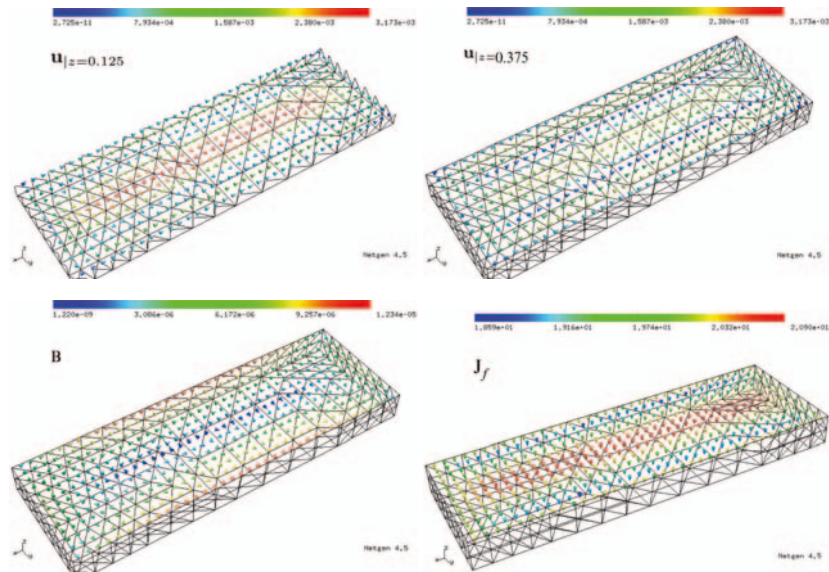 2.725e-11 7.934e-04 1.587e-03 2.380e-03 3.173e-03
u|z=0.125
z
x y
Netgen 4.5
2.725e-11 7.934e-04 1.587e-03 2.380e-03 3.173e-03
u|z=0.375
z
x y
Netgen 4.5
1.220e-09 3.086e-06 6.172e-06 9.257e-06 1.234e-05
B
z
x y
Netgen 4.5
1.859e+01 1.916e+01 1.974e+01 2.032e+01 2.090e+01
J_f
z
x y
Netgen 4.5